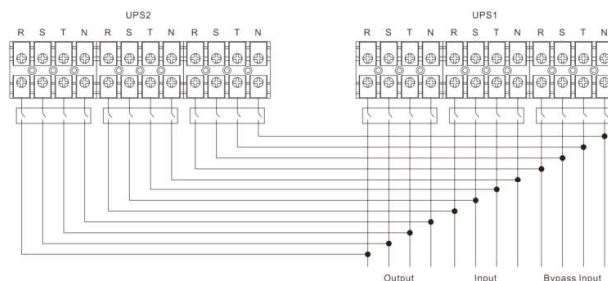 UPS2 UPS1
R S T N R S T N R S T N R S T N R S T N R S T N
Output Input Bypass Input